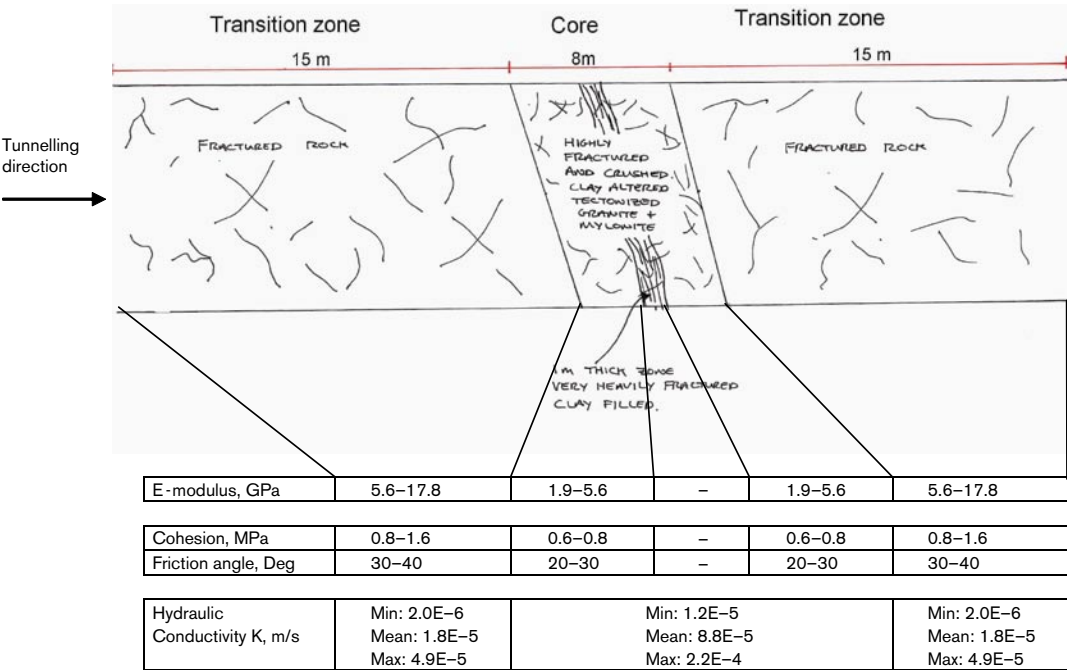 Transition zone
Core
Transition zone
15 m
8m
15 m
Tunnelling
direction
FRACTURED ROCK
HIGHLY
FRACTURED
AND CRUSHED.
CLAY ALTERED
TECTONIZED
GRANITE +
MYLONITE
FRACTURED ROCK
1M THICK ZONE
VERY HEAVILY FRACTURED
CLAY FILLED.
E-modulus, GPa 5.6–17.8 1.9–5.6 – 1.9–5.6 5.6–17.8
Cohesion, MPa 0.8–1.6 0.6–0.8 – 0.6–0.8 0.8–1.6
Friction angle, Deg 30–40 20–30 – 20–30 30–40
Hydraulic Min: 2.0E–6 Min: 1.2E–5 Min: 2.0E–6
Conductivity K, m/s Mean: 1.8E–5 Mean: 8.8E–5 Mean: 1.8E–5
Max: 4.9E–5 Max: 2.2E–4 Max: 4.9E–5